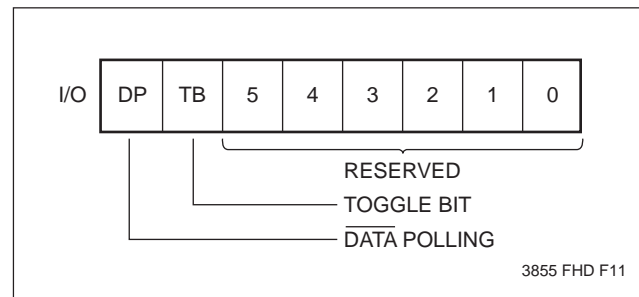 I/O DP TB 5 4 3 2 1 0
RESERVED
TOGGLE BIT
DATA POLLING
3855 FHD F11